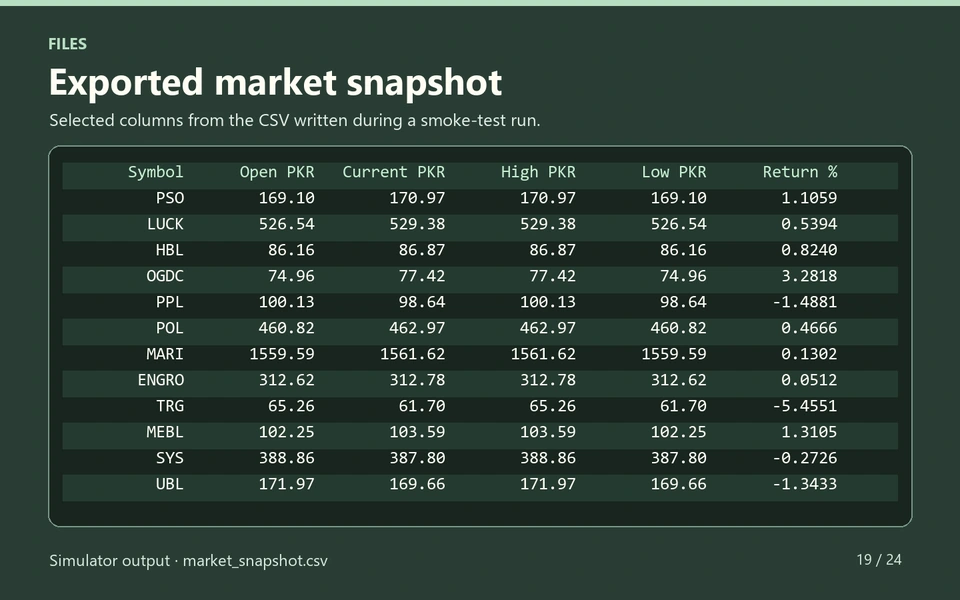 FILES
Exported market snapshot
Selected columns from the CSV written during a smoke-test run.
Symbol Open PKR Current PKR High PKR Low PKR Return %
PSO 169.10 170.97 170.97 169.10 1.1059
LUCK 526.54 529.38 529.38 526.54 0.5394
HBL 86.16 86.87 86.87 86.16 0.8240
OGDC 74.96 77.42 77.42 74.96 3.2818
PPL 100.13 98.64 100.13 98.64 -1.4881
POL 460.82 462.97 462.97 460.82 0.4666
MARI 1559.59 1561.62 1561.62 1559.59 0.1302
ENGRO 312.62 312.78 312.78 312.62 0.0512
TRG 65.26 61.70 65.26 61.70 -5.4551
MEBL 102.25 103.59 103.59 102.25 1.3105
SYS 388.86 387.80 388.86 387.80 -0.2726
UBL 171.97 169.66 171.97 169.66 -1.3433
Simulator output · market_snapshot.csv
19 / 24